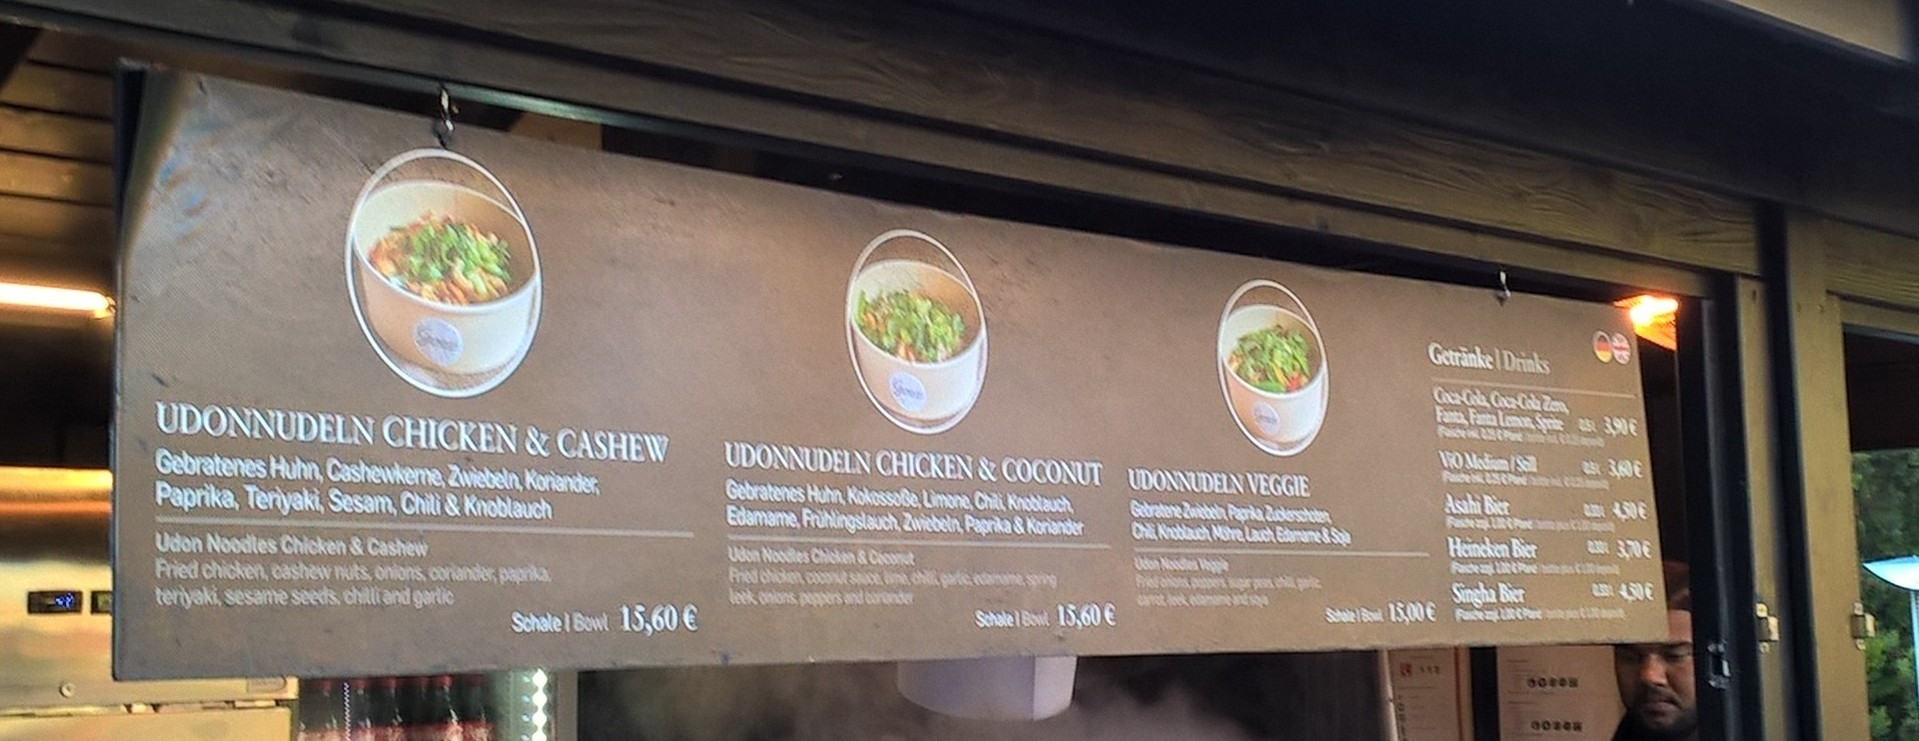 UDONNUDELN CHICKEN & CASHEW
Gebratenes Huhn, Cashewkerne, Zwiebeln, Koriander,
Paprika, Teriyaki, Sesam, Chili & Knoblauch
Udon Noodles Chicken & Cashew
Fried chicken, cashew nuts, onions, coriander, paprika,
teriyaki, sesame seeds, chilli and garlic
Schale | Bowl 15,60 €
UDONNUDELN CHICKEN & COCONUT
Gebratenes Huhn, Kokossoße, Limone, Chili, Knoblauch,
Edamame, Frühlingslauch, Zwiebeln, Paprika & Koriander
Udon Noodles Chicken & Coconut
Fried chicken, coconut sauce, lime, chilli, garlic, edamame, spring
leek, onions, peppers and coriander
Schale | Bowl 15,60 €
UDONNUDELN VEGGIE
Gebratene Zwiebeln, Paprika, Zuckerschoten,
Chili, Knoblauch, Möhre, Lauch, Edamame & Soja
Udon Noodles Veggie
Fried onions, peppers, sugar peas, chilli, garlic,
carrot, leek, edamame and soya
Schale | Bowl 15,00 €
Getränke | Drinks
Coca-Cola, Coca-Cola Zero,
Fanta, Fanta Lemon, Sprite 0,5 l 3,90 €
ViO Medium / Still 0,5 l 3,60 €
Asahi Bier 4,50 €
Heineken Bier 3,70 €
Singha Bier 4,50 €